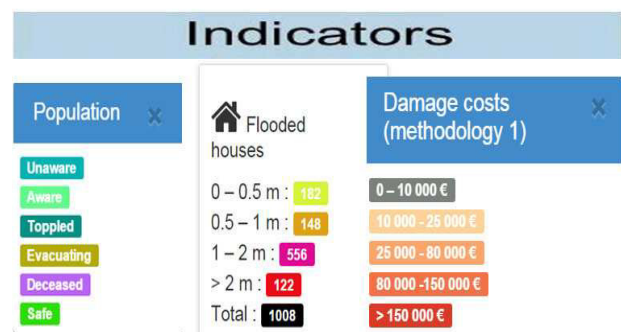 Indicators
Population ×
Unaware
Aware
Toppled
Evacuating
Deceased
Safe
Flooded
houses
0 – 0.5 m : 182
0.5 – 1 m : 148
1 – 2 m : 556
> 2 m : 122
Total : 1008
Damage costs ×
(methodology 1)
0 – 10 000 €
10 000 - 25 000 €
25 000 - 80 000 €
80 000 -150 000 €
> 150 000 €